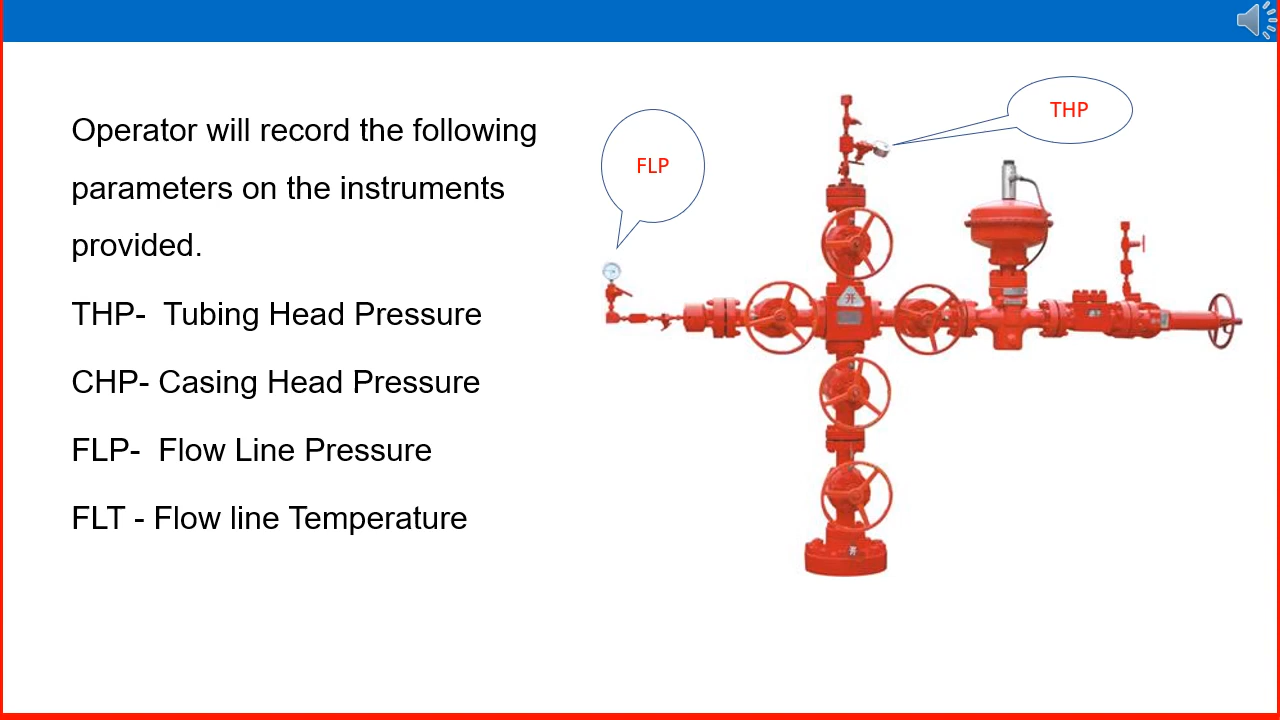 Operator will record the following
parameters on the instruments
provided.
THP-  Tubing Head Pressure
CHP- Casing Head Pressure
FLP-  Flow Line Pressure
FLT - Flow line Temperature
FLP
THP
开